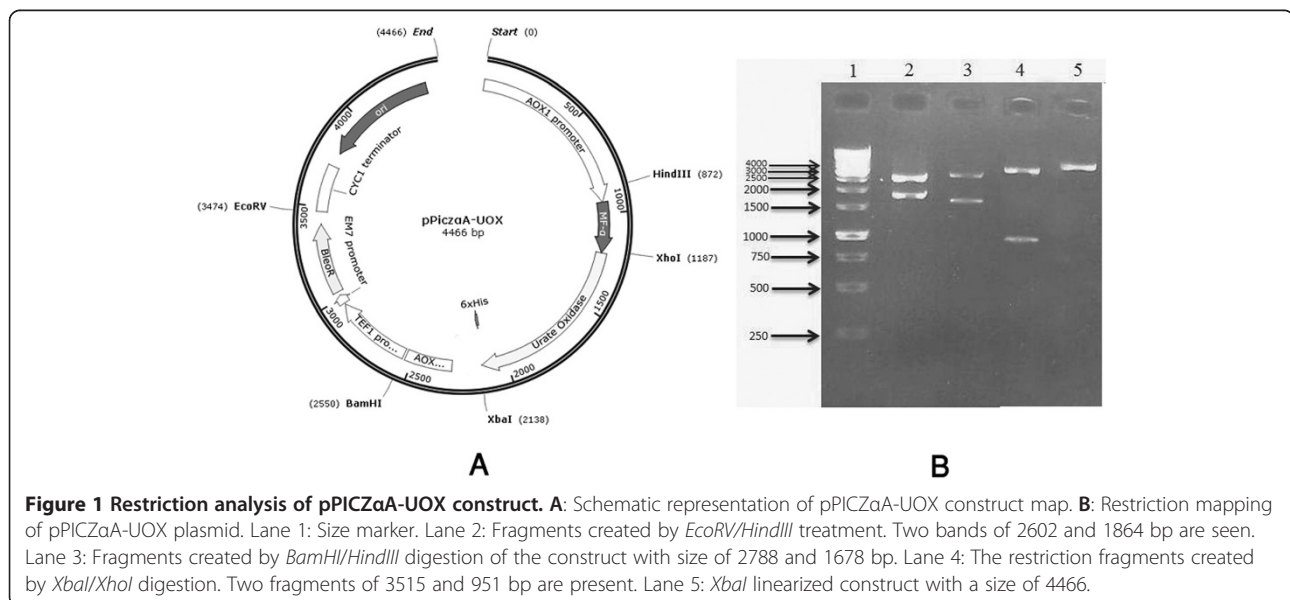 (4466) End
Start (0)
500
AOX1 promoter
HindIII (872)
1000
MF-α
XhoI (1187)
1500
Urate Oxidase
2000
XbaI (2138)
6xHis
AOX...
2500
(2550) BamHI
TEF1 pro...
3000
EM7 promoter
BleoR
(3474) EcoRV
3500
CYC1 terminator
4000
ori
pPiczαA-UOX
4466 bp
A
1 2 3 4 5
4000
3000
2500
2000
1500
1000
750
500
250
B
Figure 1 Restriction analysis of pPICZαA-UOX construct. A: Schematic representation of pPICZαA-UOX construct map. B: Restriction mapping
of pPICZαA-UOX plasmid. Lane 1: Size marker. Lane 2: Fragments created by EcoRV/HindIII treatment. Two bands of 2602 and 1864 bp are seen.
Lane 3: Fragments created by BamHI/HindIII digestion of the construct with size of 2788 and 1678 bp. Lane 4: The restriction fragments created
by XbaI/XhoI digestion. Two fragments of 3515 and 951 bp are present. Lane 5: XbaI linearized construct with a size of 4466.